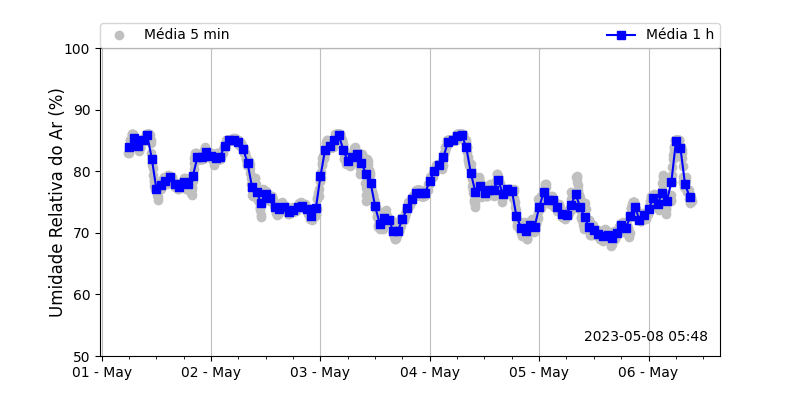 Média 5 min
Média 1 h
Umidade Relativa do Ar (%)
100
90
80
70
60
50
2023-05-08 05:48
01 - May
02 - May
03 - May
04 - May
05 - May
06 - May